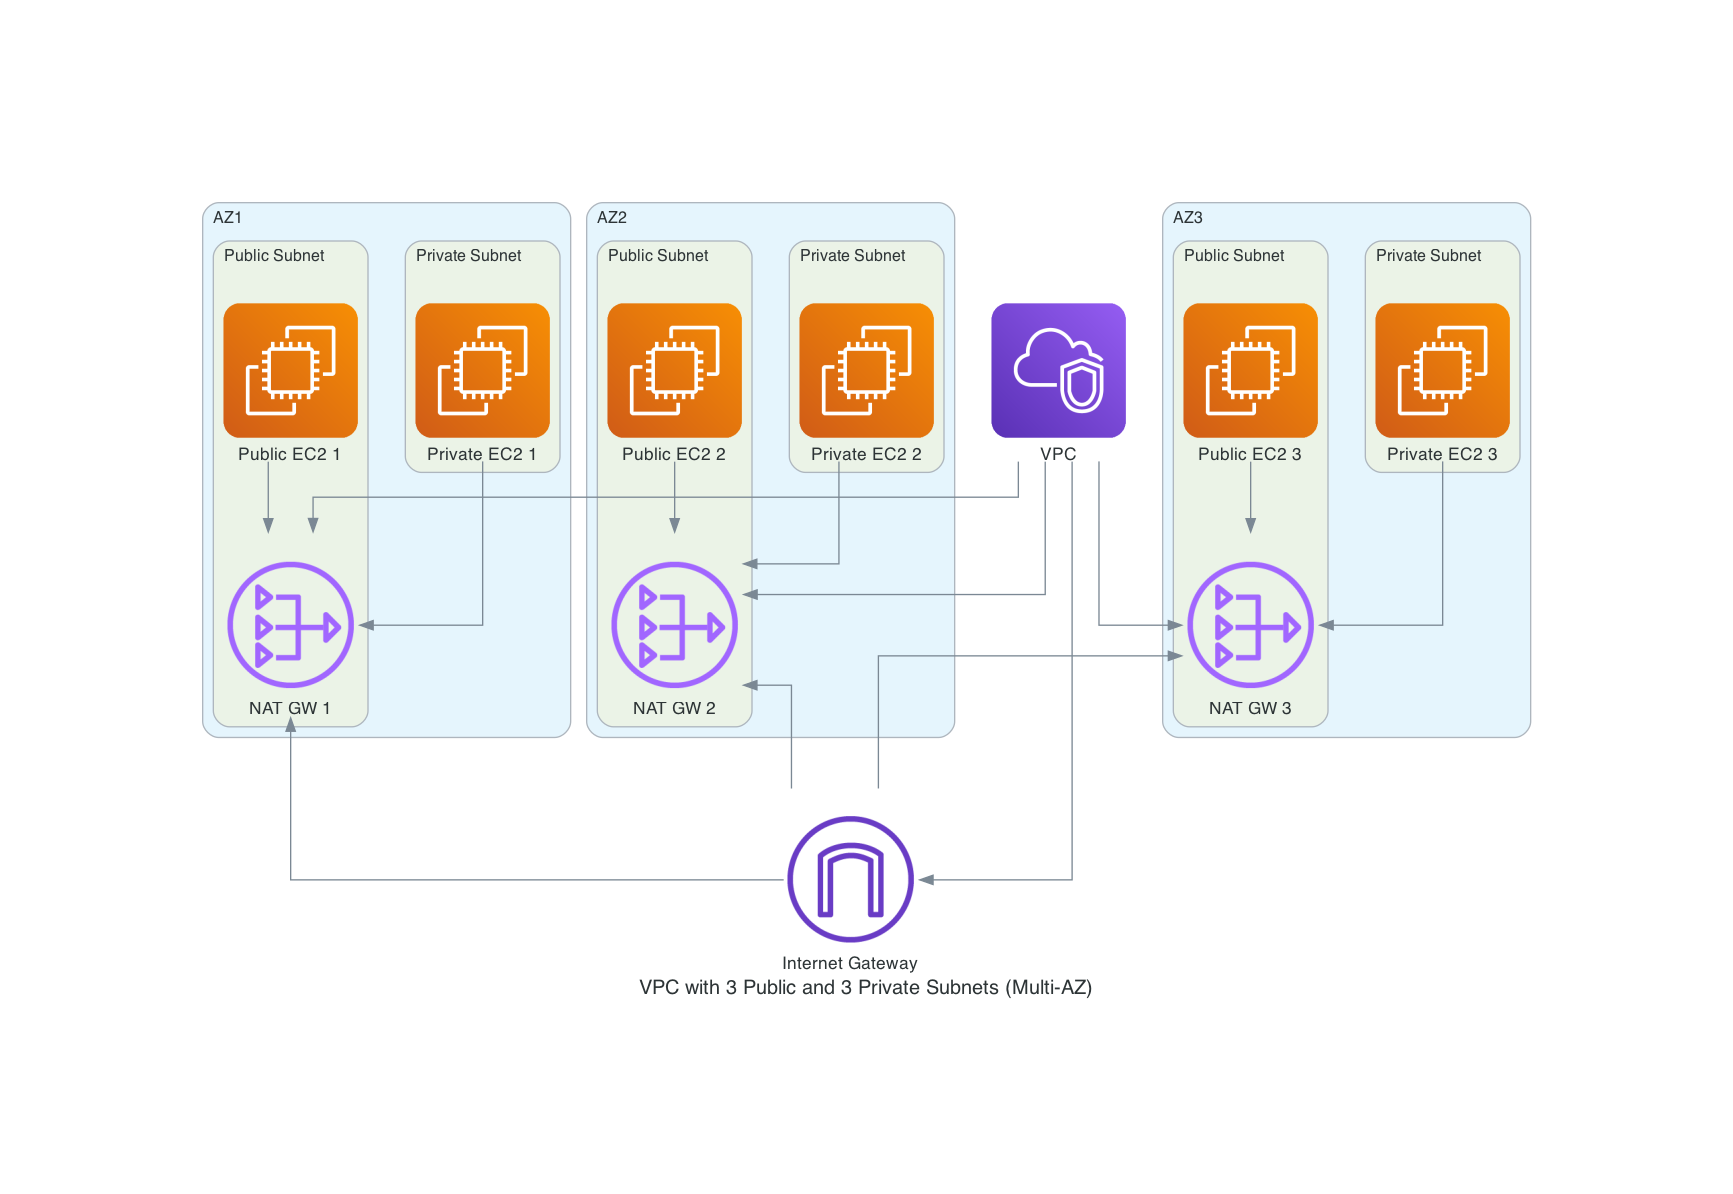 AZ1
Public Subnet
Private Subnet
Public EC2 1
Private EC2 1
NAT GW 1
AZ2
Public Subnet
Private Subnet
Public EC2 2
Private EC2 2
NAT GW 2
VPC
AZ3
Public Subnet
Private Subnet
Public EC2 3
Private EC2 3
NAT GW 3
Internet Gateway
VPC with 3 Public and 3 Private Subnets (Multi-AZ)